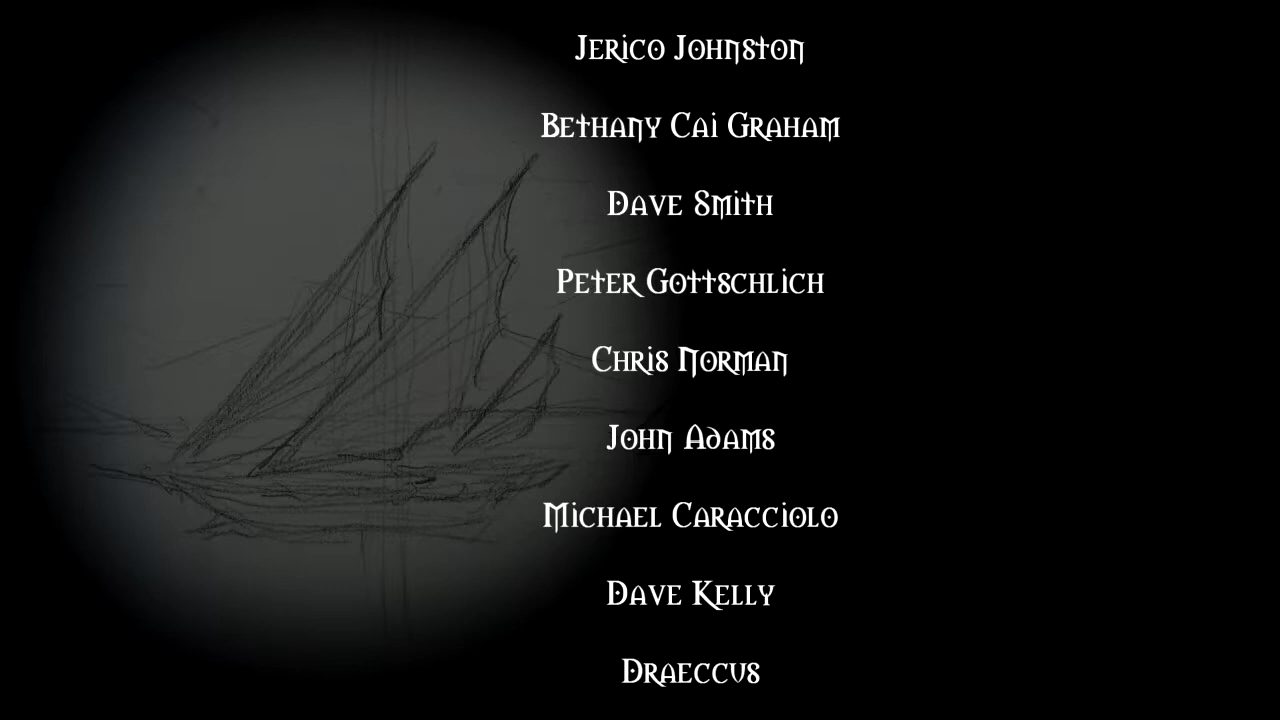 Jerico Johnston
Bethany Cai Graham
Dave Smith
Peter Gottschlich
Chris Norman
John Adams
Michael Caracciolo
Dave Kelly
Draeccus